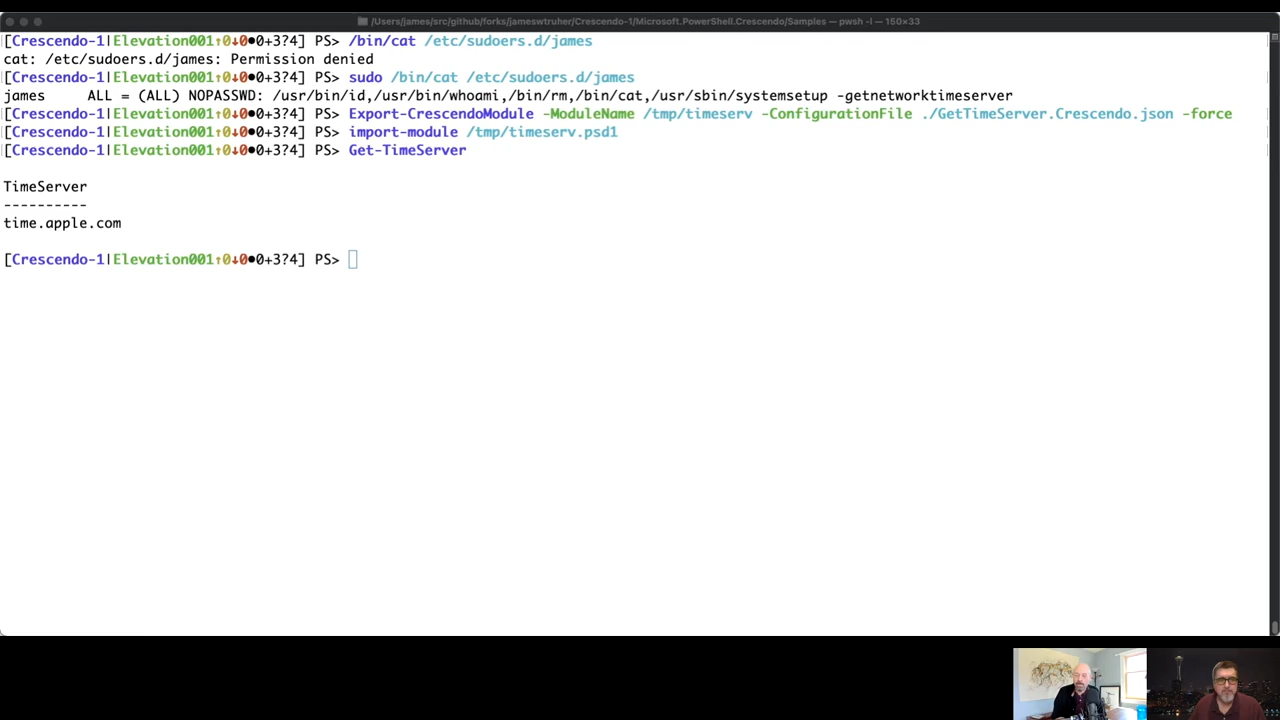 /Users/james/src/github/forks/jameswtruher/Crescendo-1/Microsoft.PowerShell.Crescendo/Samples — pwsh -l — 150×33
[Crescendo-1|Elevation001↑0↓0●0+3?4] PS> /bin/cat /etc/sudoers.d/james
cat: /etc/sudoers.d/james: Permission denied
[Crescendo-1|Elevation001↑0↓0●0+3?4] PS> sudo /bin/cat /etc/sudoers.d/james
james     ALL = (ALL) NOPASSWD: /usr/bin/id,/usr/bin/whoami,/bin/rm,/bin/cat,/usr/sbin/systemsetup -getnetworktimeserver
[Crescendo-1|Elevation001↑0↓0●0+3?4] PS> Export-CrescendoModule -ModuleName /tmp/timeserv -ConfigurationFile ./GetTimeServer.Crescendo.json -force
[Crescendo-1|Elevation001↑0↓0●0+3?4] PS> import-module /tmp/timeserv.psd1
[Crescendo-1|Elevation001↑0↓0●0+3?4] PS> Get-TimeServer
TimeServer
----------
time.apple.com
[Crescendo-1|Elevation001↑0↓0●0+3?4] PS>